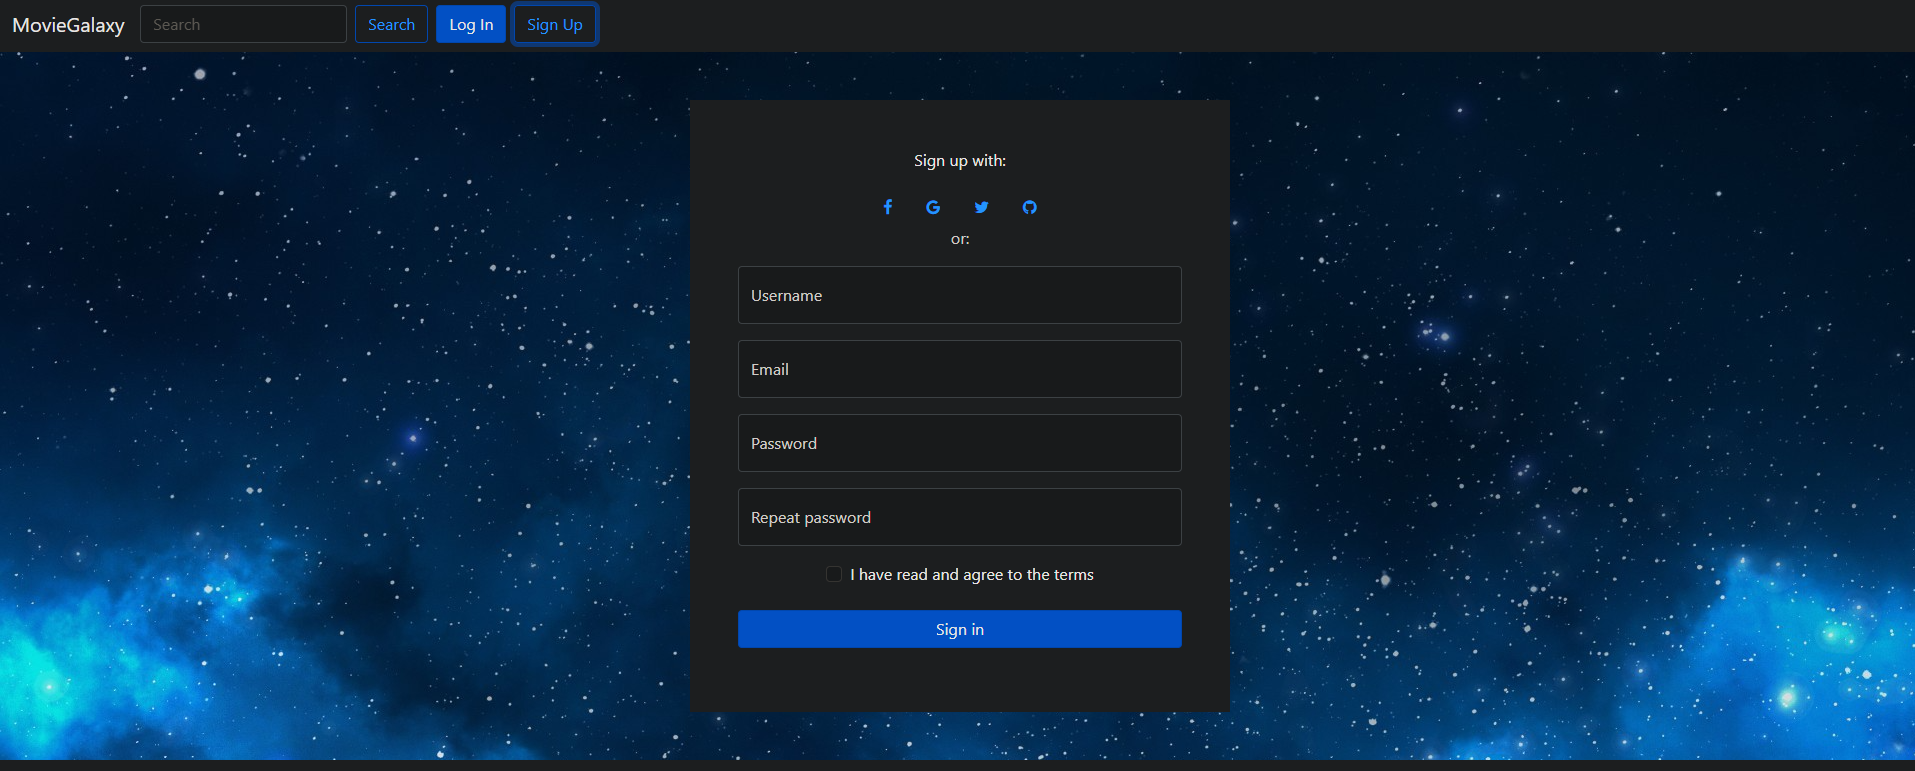 MovieGalaxy Search Search Log In Sign Up
Sign up with:
or:
Username
Email
Password
Repeat password
I have read and agree to the terms
Sign in